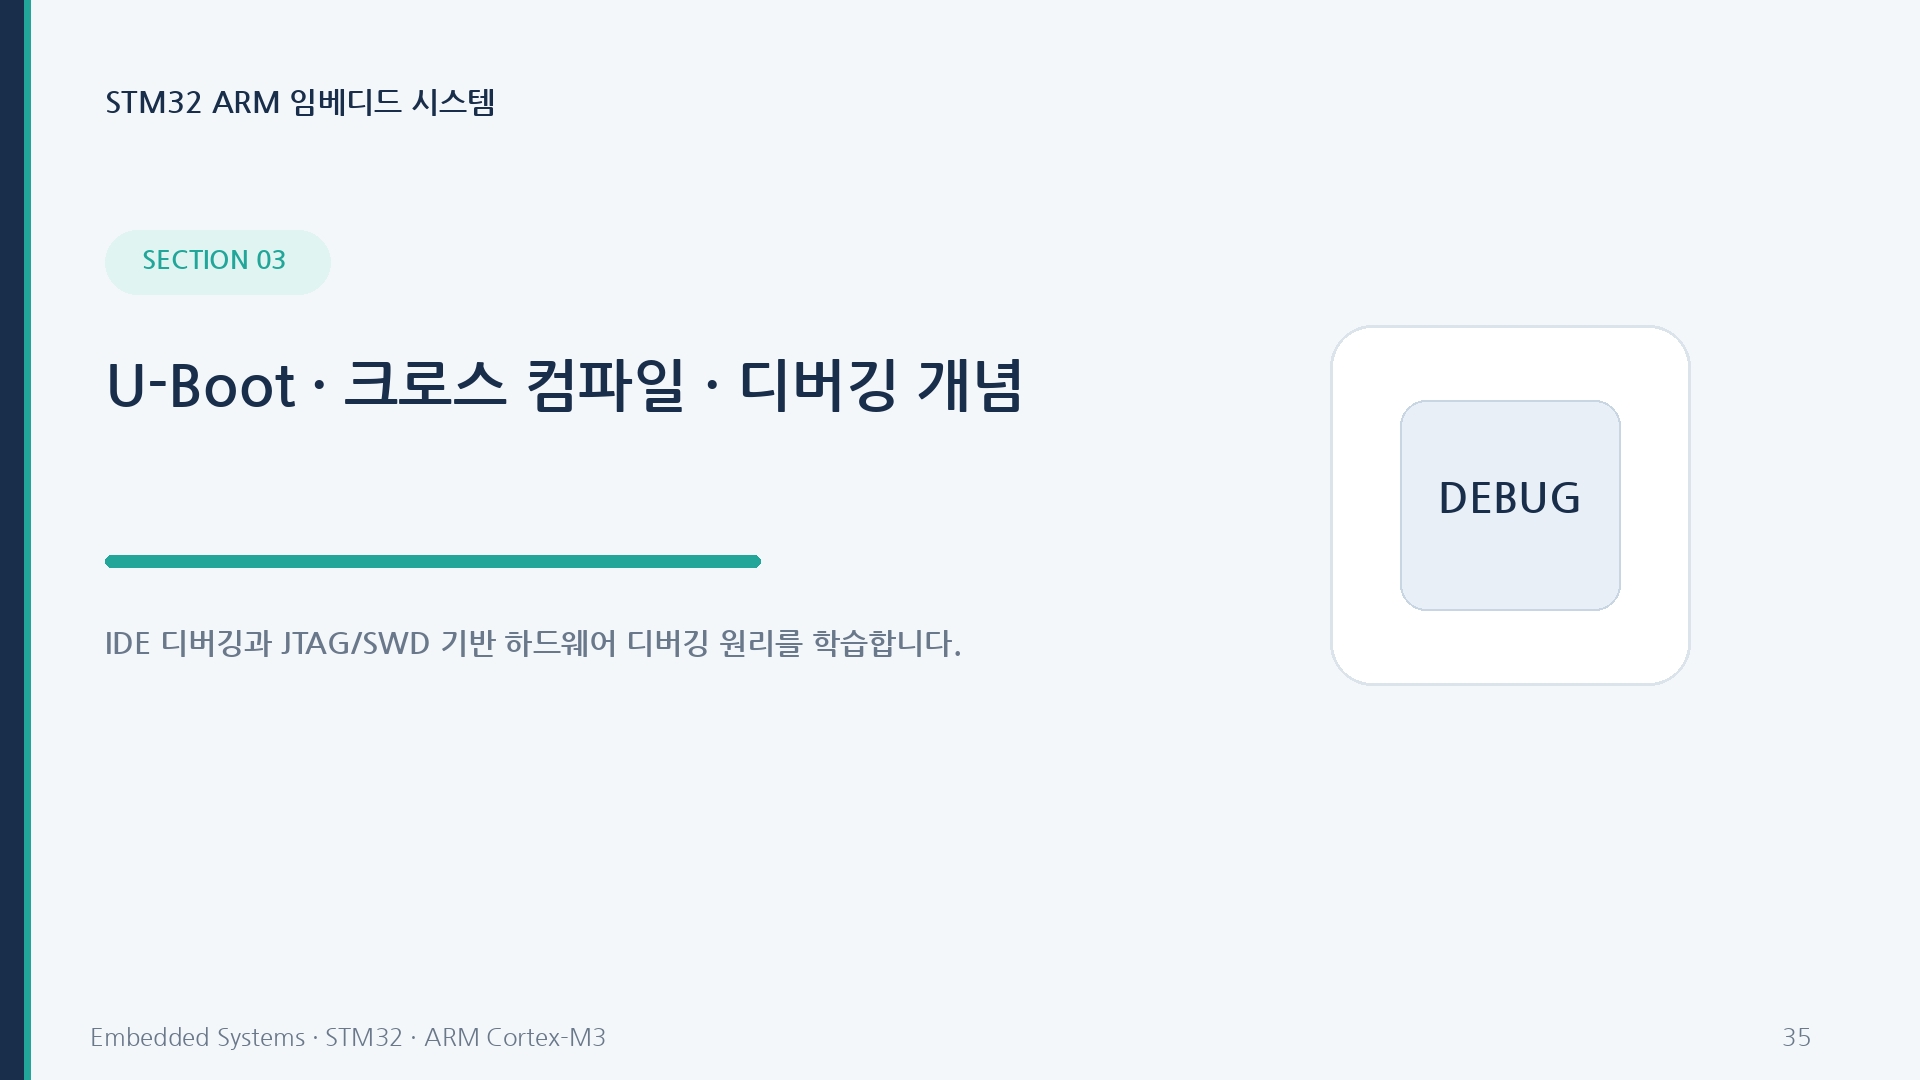 STM32 ARM 임베디드 시스템
SECTION 03
U-Boot · 크로스 컴파일 · 디버깅 개념
DEBUG
IDE 디버깅과 JTAG/SWD 기반 하드웨어 디버깅 원리를 학습합니다.
Embedded Systems · STM32 · ARM Cortex-M3
35